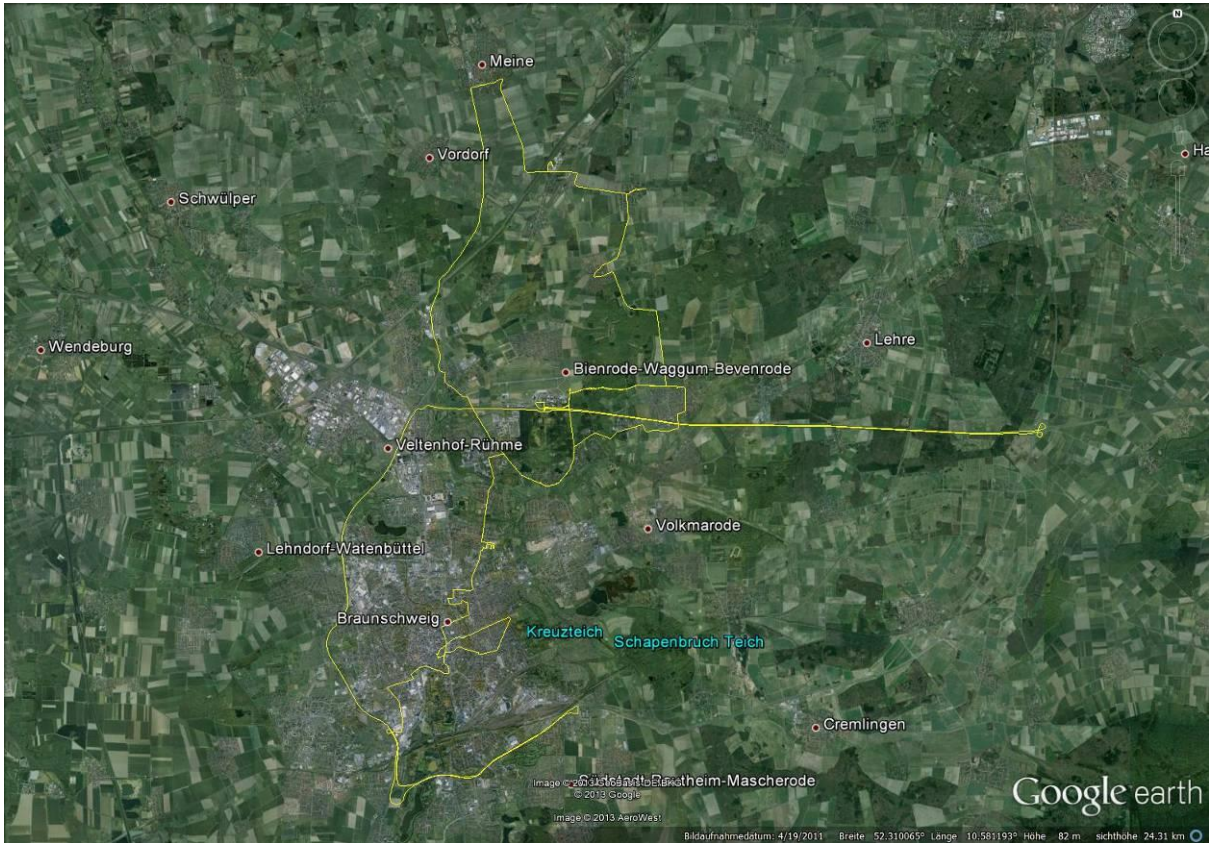 N
Meine
Vordorf
Ha
Schwülper
Wendeburg
Lehre
Bienrode-Waggum-Bevenrode
Veltenhof-Rühme
Volkmarode
Lehndorf-Watenbüttel
Braunschweig
Kreuzteich
Schapenbruch Teich
Cremlingen
Südstadt-Rautheim-Mascherode
Image © 2013
© 2013 Google
Image © 2013 AeroWest
Google earth
Bildaufnahmedatum: 4/19/2011 Breite 52.310065° Länge 10.581193° Höhe 82 m sichthöhe 24.31 km